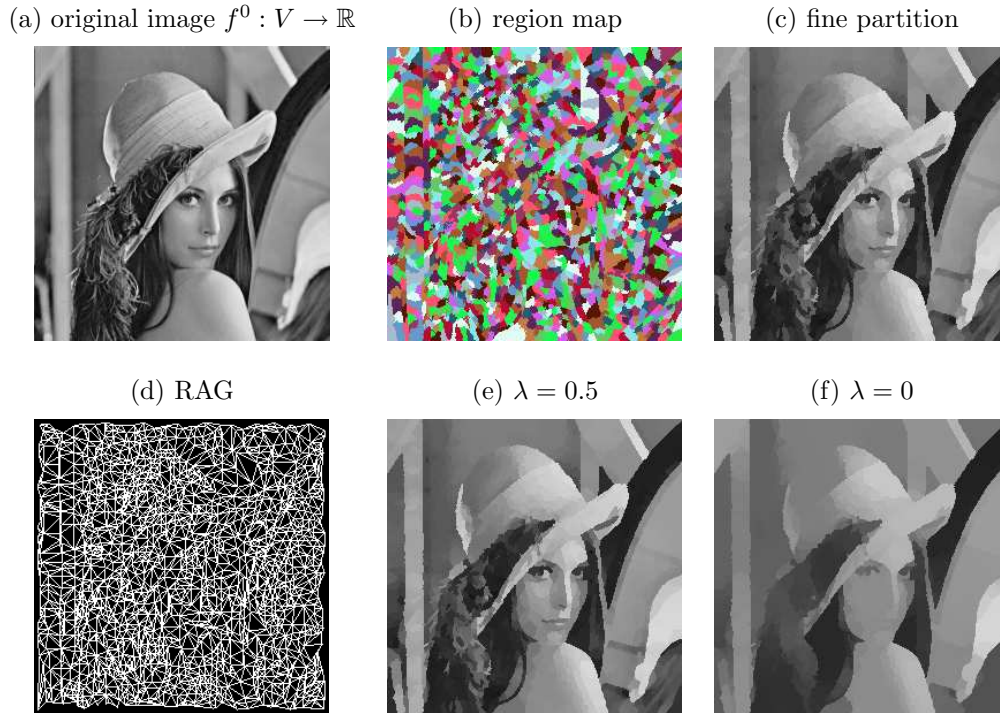 (a) original image f⁰ : V → ℝ
(b) region map
(c) fine partition
(d) RAG
(e) λ = 0.5
(f) λ = 0